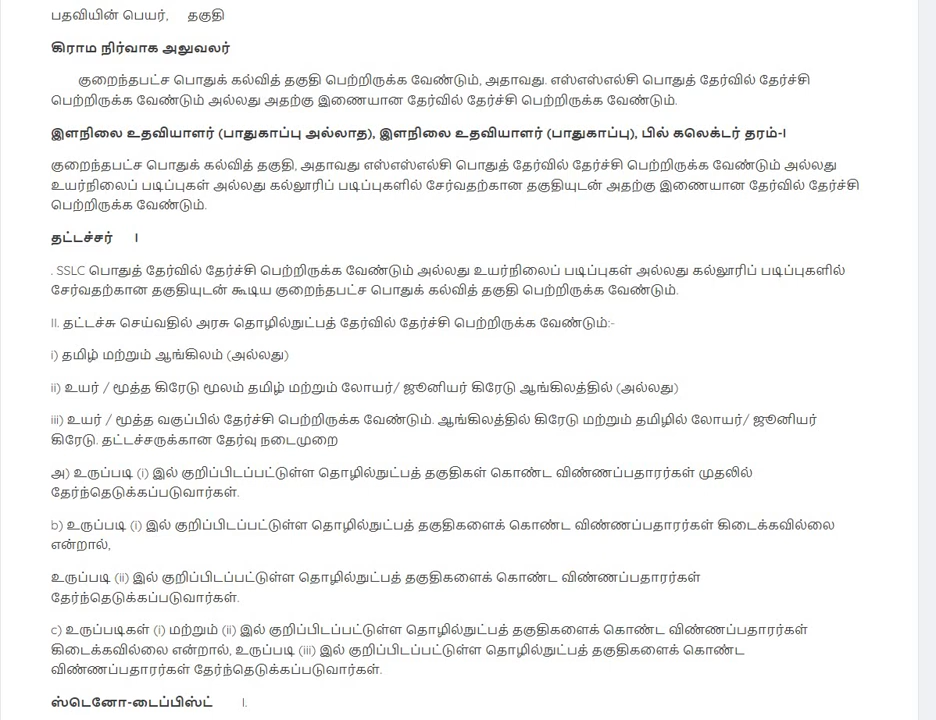 பதவியின் பெயர், தகுதி
கிராம நிர்வாக அலுவலர்
குறைந்தபட்ச பொதுக் கல்வித் தகுதி பெற்றிருக்க வேண்டும், அதாவது. எஸ்எஸ்எல்சி பொதுத் தேர்வில் தேர்ச்சி
பெற்றிருக்க வேண்டும் அல்லது அதற்கு இணையான தேர்வில் தேர்ச்சி பெற்றிருக்க வேண்டும்.
இளநிலை உதவியாளர் (பாதுகாப்பு அல்லாத), இளநிலை உதவியாளர் (பாதுகாப்பு), பில் கலெக்டர் தரம்-I
குறைந்தபட்ச பொதுக் கல்வித் தகுதி, அதாவது எஸ்எஸ்எல்சி பொதுத் தேர்வில் தேர்ச்சி பெற்றிருக்க வேண்டும் அல்லது
உயர்நிலைப் படிப்புகள் அல்லது கல்லூரிப் படிப்புகளில் சேர்வதற்கான தகுதியுடன் அதற்கு இணையான தேர்வில் தேர்ச்சி
பெற்றிருக்க வேண்டும்.
தட்டச்சர் I
. SSLC பொதுத் தேர்வில் தேர்ச்சி பெற்றிருக்க வேண்டும் அல்லது உயர்நிலைப் படிப்புகள் அல்லது கல்லூரிப் படிப்புகளில்
சேர்வதற்கான தகுதியுடன் கூடிய குறைந்தபட்ச பொதுக் கல்வித் தகுதி பெற்றிருக்க வேண்டும்.
II. தட்டச்சு செய்வதில் அரசு தொழில்நுட்பத் தேர்வில் தேர்ச்சி பெற்றிருக்க வேண்டும்:-
i) தமிழ் மற்றும் ஆங்கிலம் (அல்லது)
ii) உயர் / மூத்த கிரேடு மூலம் தமிழ் மற்றும் லோயர்/ ஜூனியர் கிரேடு ஆங்கிலத்தில் (அல்லது)
iii) உயர் / மூத்த வகுப்பில் தேர்ச்சி பெற்றிருக்க வேண்டும். ஆங்கிலத்தில் கிரேடு மற்றும் தமிழில் லோயர்/ ஜூனியர்
கிரேடு. தட்டச்சருக்கான தேர்வு நடைமுறை
அ) உருப்படி (i) இல் குறிப்பிடப்பட்டுள்ள தொழில்நுட்பத் தகுதிகள் கொண்ட விண்ணப்பதாரர்கள் முதலில்
தேர்ந்தெடுக்கப்படுவார்கள்.
b) உருப்படி (i) இல் குறிப்பிடப்பட்டுள்ள தொழில்நுட்பத் தகுதிகளைக் கொண்ட விண்ணப்பதாரர்கள் கிடைக்கவில்லை
என்றால்,
உருப்படி (ii) இல் குறிப்பிடப்பட்டுள்ள தொழில்நுட்பத் தகுதிகளைக் கொண்ட விண்ணப்பதாரர்கள்
தேர்ந்தெடுக்கப்படுவார்கள்.
c) உருப்படிகள் (i) மற்றும் (ii) இல் குறிப்பிடப்பட்டுள்ள தொழில்நுட்பத் தகுதிகளைக் கொண்ட விண்ணப்பதாரர்கள்
கிடைக்கவில்லை என்றால், உருப்படி (iii) இல் குறிப்பிடப்பட்டுள்ள தொழில்நுட்பத் தகுதிகளைக் கொண்ட
விண்ணப்பதாரர்கள் தேர்ந்தெடுக்கப்படுவார்கள்.
ஸ்டெனோ-டைப்பிஸ்ட் I.